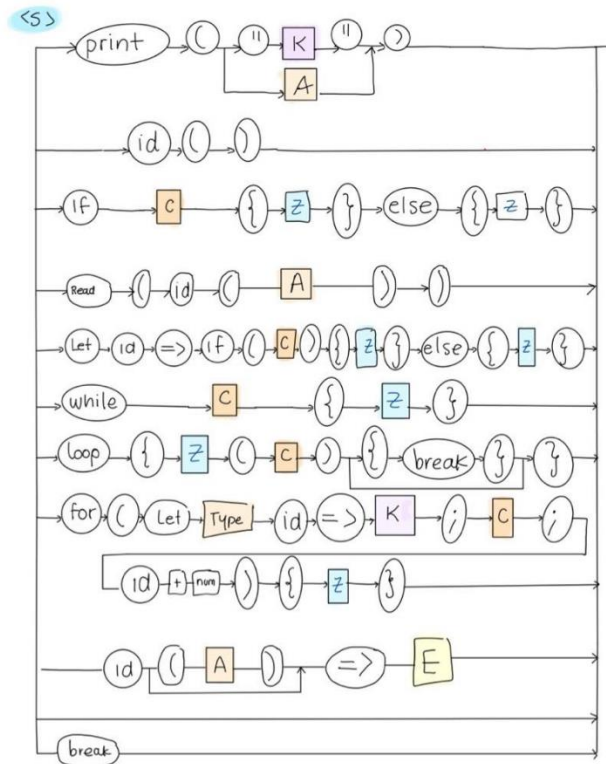 <S>
print ( " K " )
A
id ( )
If C { Z } else { Z }
Read ( id ( A ) )
Let id => If ( C ) { Z } else { Z }
while C { Z }
loop { Z ( C ) { break } }
for ( Let Type id => K ; C ;
id + num ) { Z }
id ( A ) => E
break